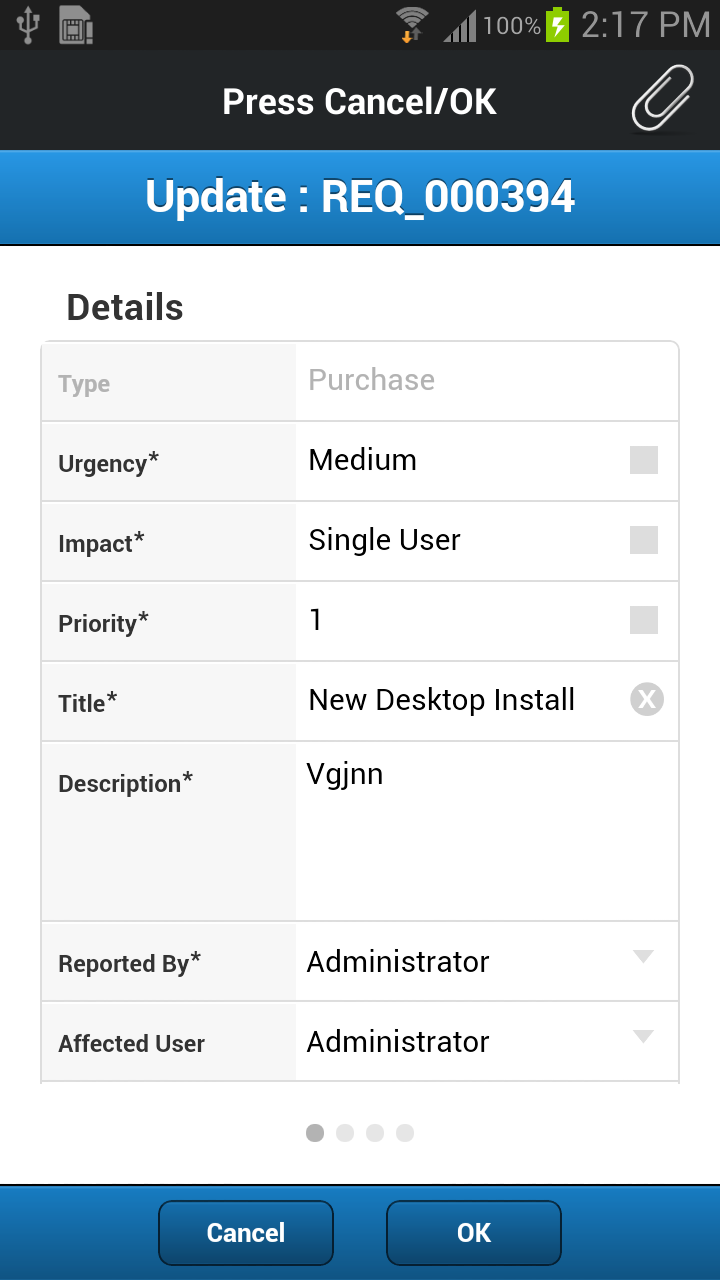 100% 2:17 PM
Press Cancel/OK
Update : REQ_000394
Details
Type Purchase
Urgency* Medium
Impact* Single User
Priority* 1
Title* New Desktop Install X
Description* Vgjnn
Reported By* Administrator
Affected User Administrator
Cancel OK